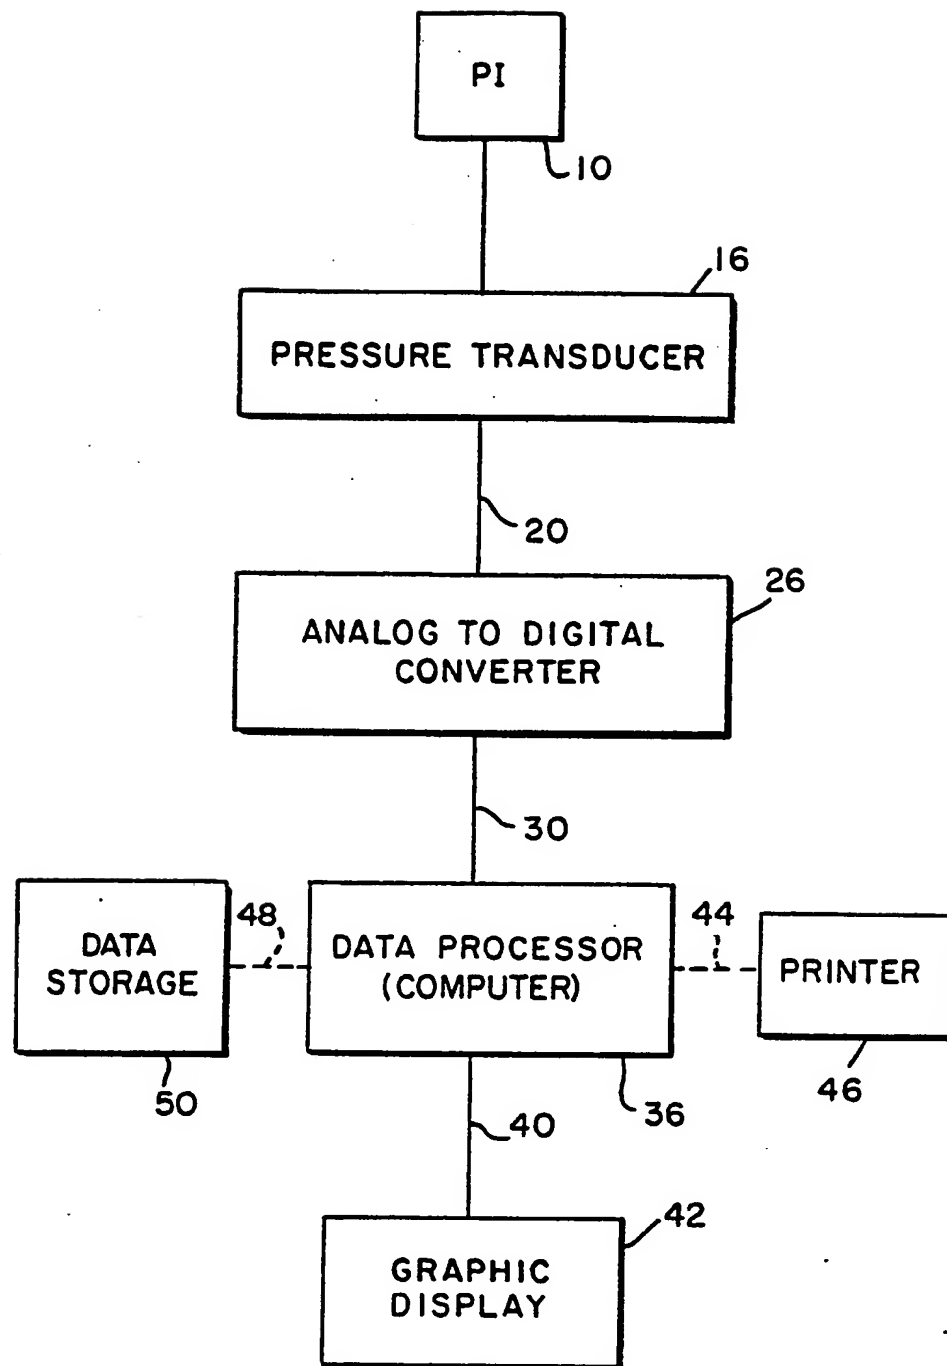 PI
10
16
PRESSURE TRANSDUCER
20
26
ANALOG TO DIGITAL
CONVERTER
30
48
44
DATA
STORAGE
DATA PROCESSOR
(COMPUTER)
PRINTER
50
40
36
46
42
GRAPHIC
DISPLAY